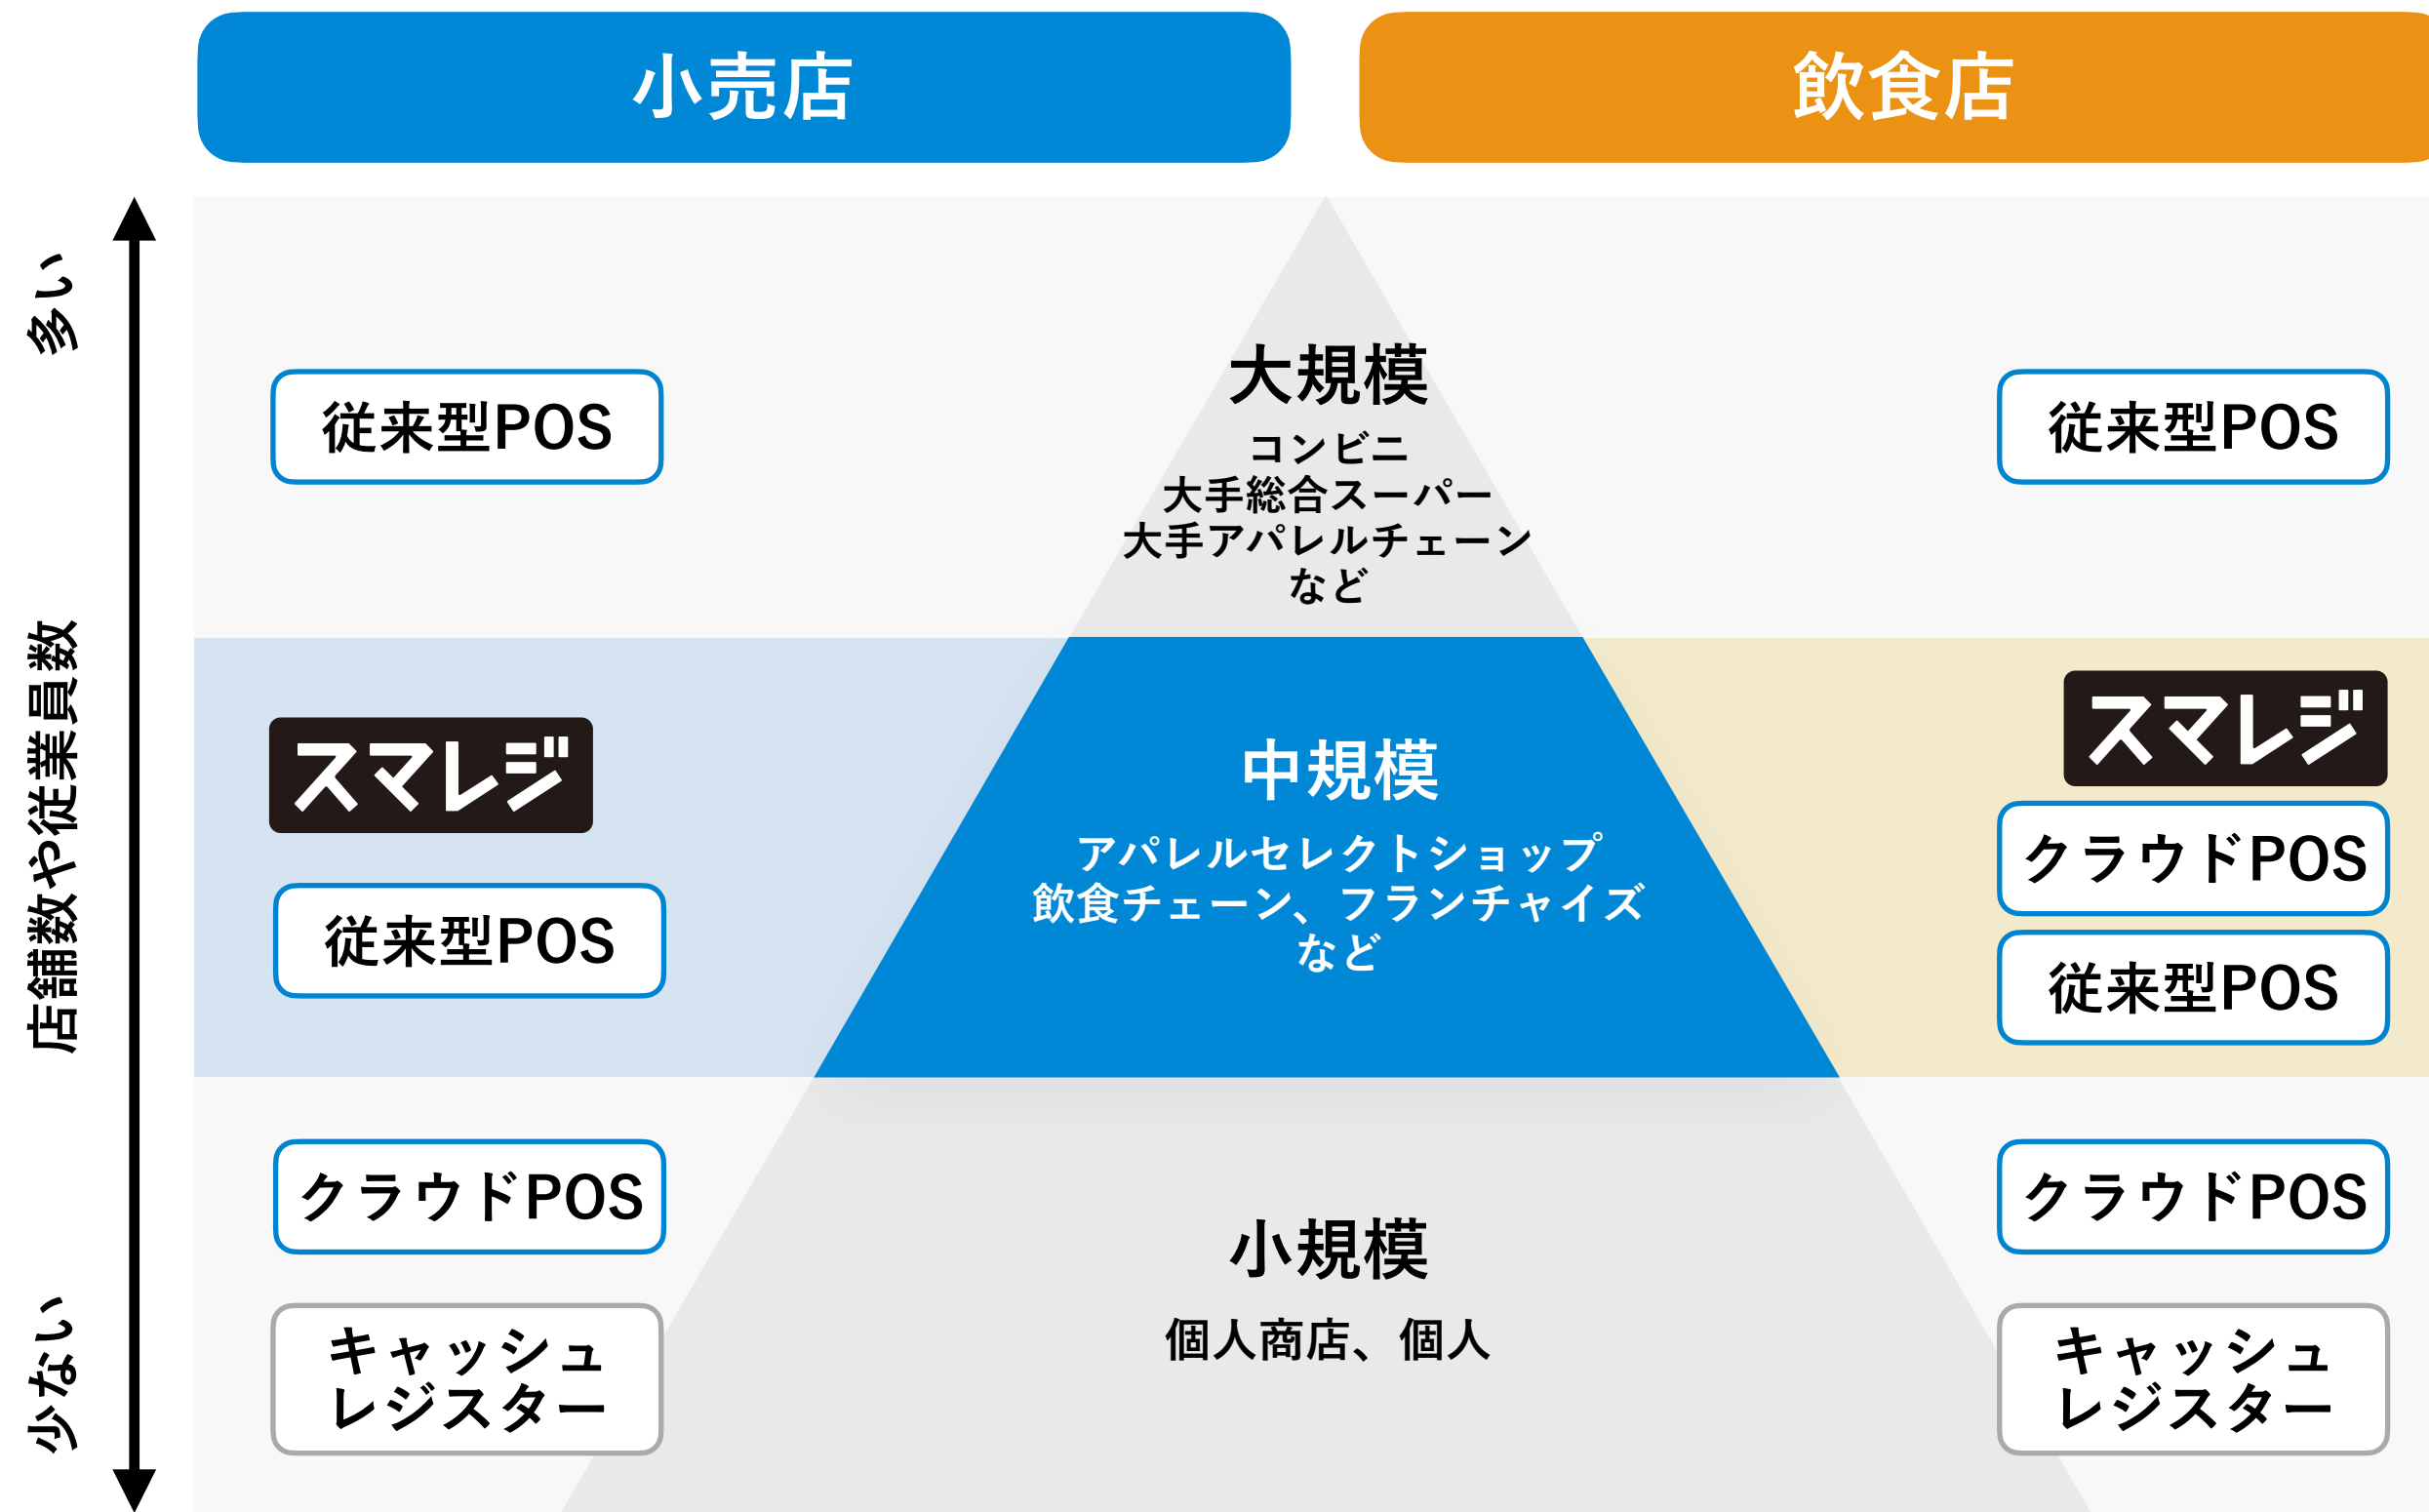 小売店
飲食店
多い
店舗数や従業員数
少ない
従来型POS
大規模
コンビニ
大手総合スーパー
大手アパレルチェーン
など
従来型POS
スマレジ
従来型POS
中規模
アパレルセレクトショップ
飲食チェーン、フランチャイズ
など
スマレジ
クラウドPOS
従来型POS
クラウドPOS
キャッシュ
レジスター
小規模
個人商店、個人
クラウドPOS
キャッシュ
レジスター